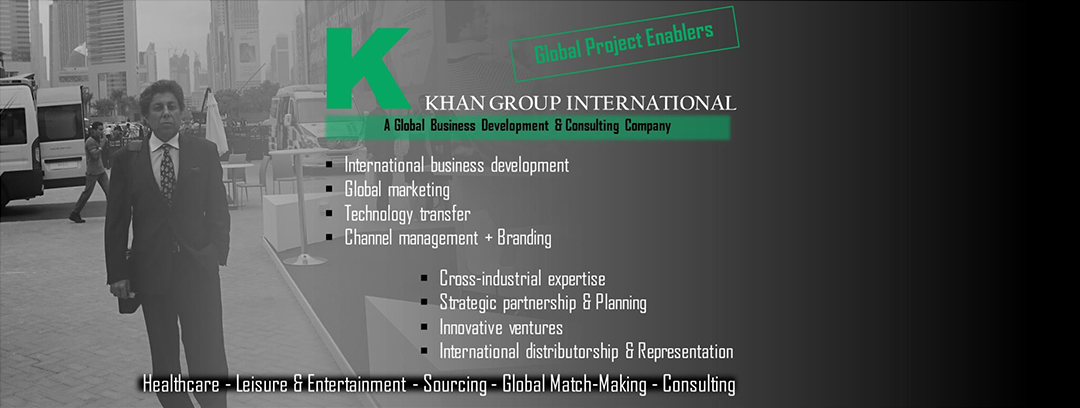 Global Project Enablers
K
KHAN GROUP INTERNATIONAL
A Global Business Development & Consulting Company
▪ International business development
▪ Global marketing
▪ Technology transfer
▪ Channel management + Branding
▪ Cross-industrial expertise
▪ Strategic partnership & Planning
▪ Innovative ventures
▪ International distributorship & Representation
Healthcare - Leisure & Entertainment - Sourcing - Global Match-Making - Consulting